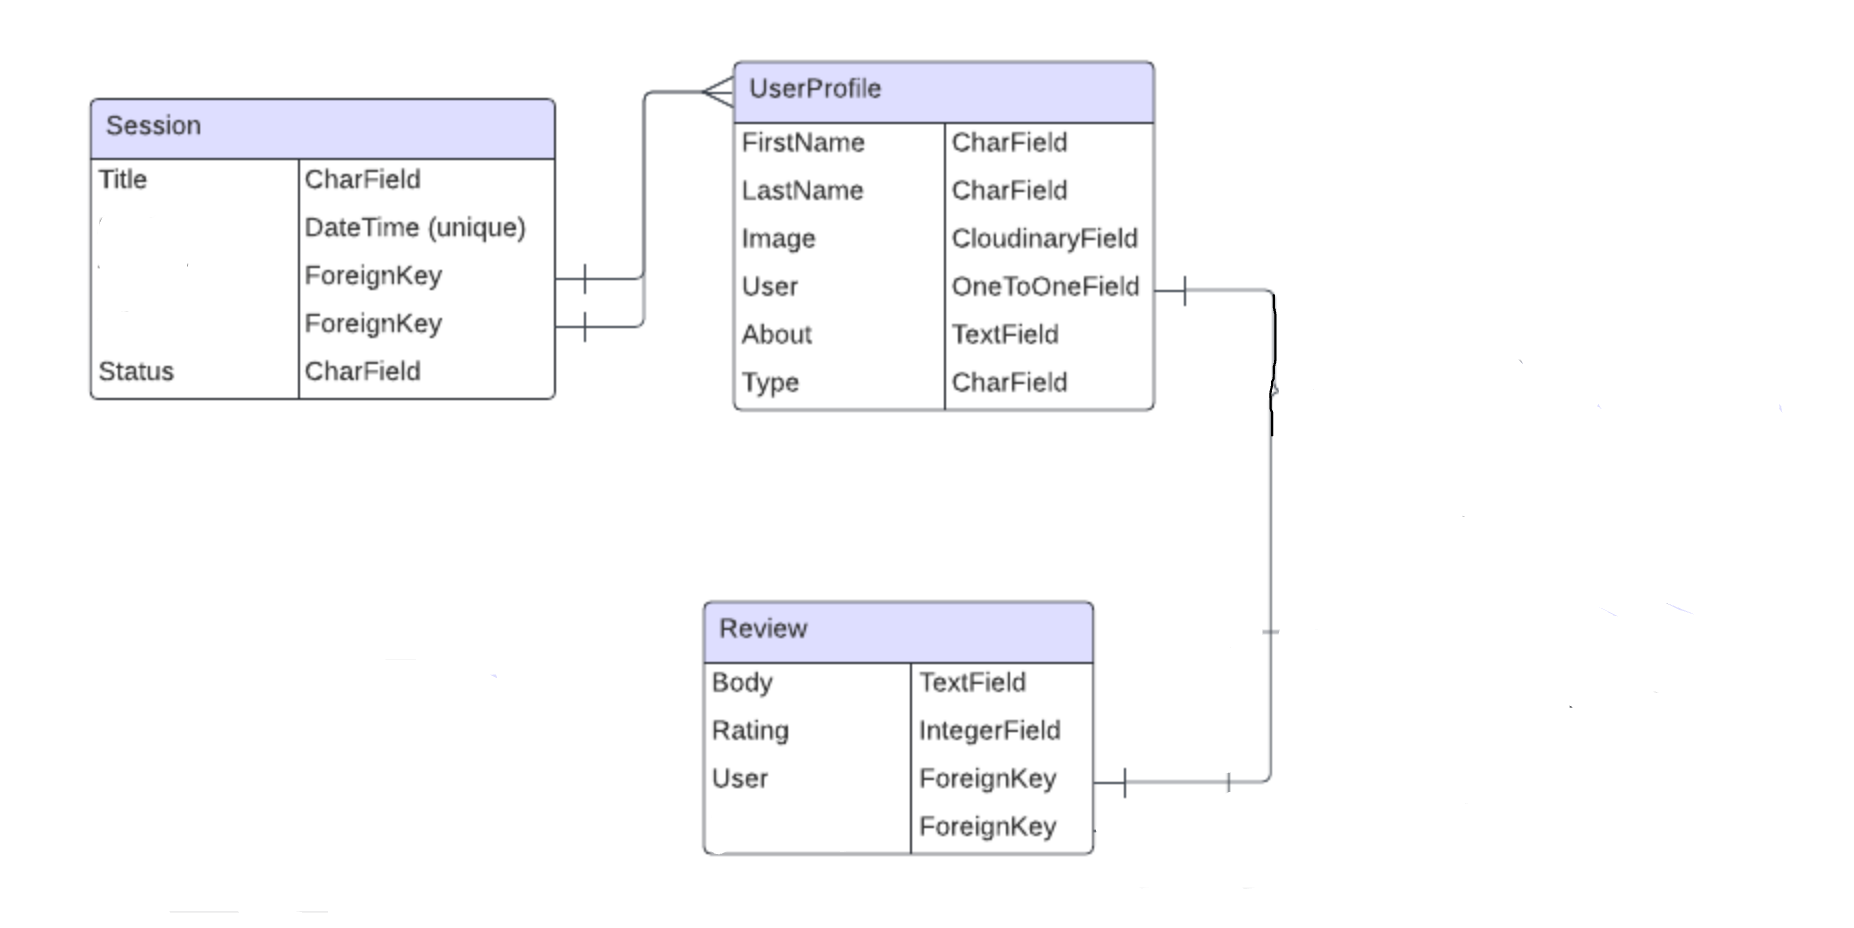 Session
Title CharField
DateTime (unique)
ForeignKey
ForeignKey
Status CharField
UserProfile
FirstName CharField
LastName CharField
Image CloudinaryField
User OneToOneField
About TextField
Type CharField
Review
Body TextField
Rating IntegerField
User ForeignKey
ForeignKey